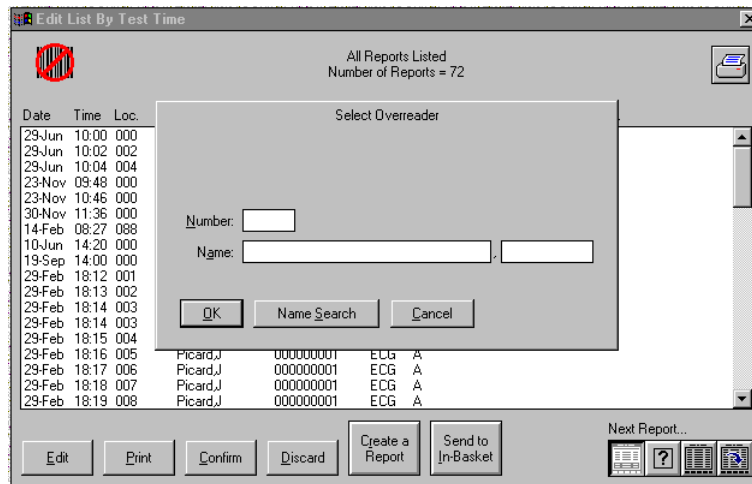 Edit List By Test Time
All Reports Listed
Number of Reports = 72
Date Time Loc.
Select Overreader
29-Jun 10:00 000
29-Jun 10:02 002
29-Jun 10:04 004
23-Nov 09:48 000
23-Nov 10:46 000
30-Nov 11:36 000
14-Feb 08:27 088
10-Jun 14:20 000
19-Sep 14:00 000
29-Feb 18:12 001
29-Feb 18:13 002
29-Feb 18:14 003
29-Feb 18:14 003
29-Feb 18:15 004
29-Feb 18:16 005 Picard,J 000000001 ECG A
29-Feb 18:17 006 Picard,J 000000001 ECG A
29-Feb 18:18 007 Picard,J 000000001 ECG A
29-Feb 18:19 008 Picard,J 000000001 ECG A
Number:
Name: ,
OK Name Search Cancel
Next Report...
Edit Print Confirm Discard Create a Report Send to In-Basket ?